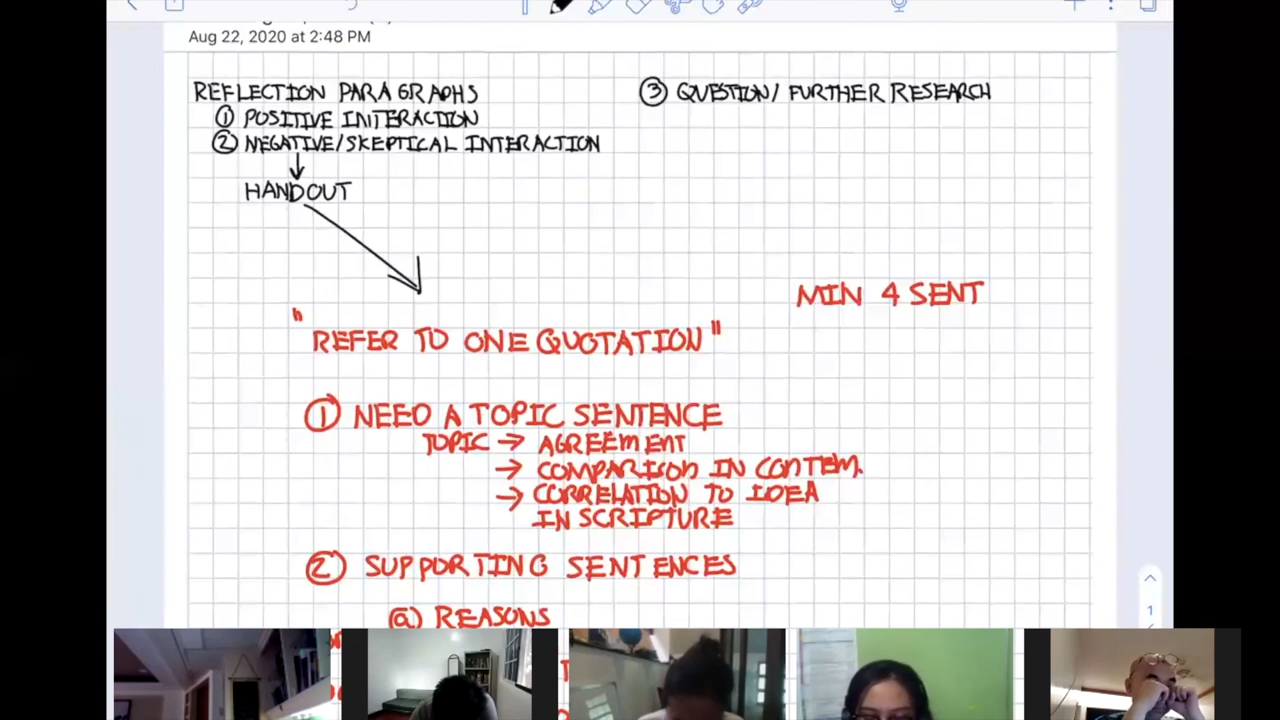 Aug 22, 2020 at 2:48 PM
REFLECTION PARAGRAPHS
① POSITIVE INTERACTION
② NEGATIVE/SKEPTICAL INTERACTION
HANDOUT
③ QUESTION/ FURTHER RESEARCH
MIN 4 SENT
"REFER TO ONE QUOTATION"
① NEED A TOPIC SENTENCE
TOPIC → AGREEMENT
→ COMPARISON IN CONTEM.
→ CORRELATION TO IDEA
IN SCRIPTURE
② SUPPORTING SENTENCES
ⓐ REASONS
1